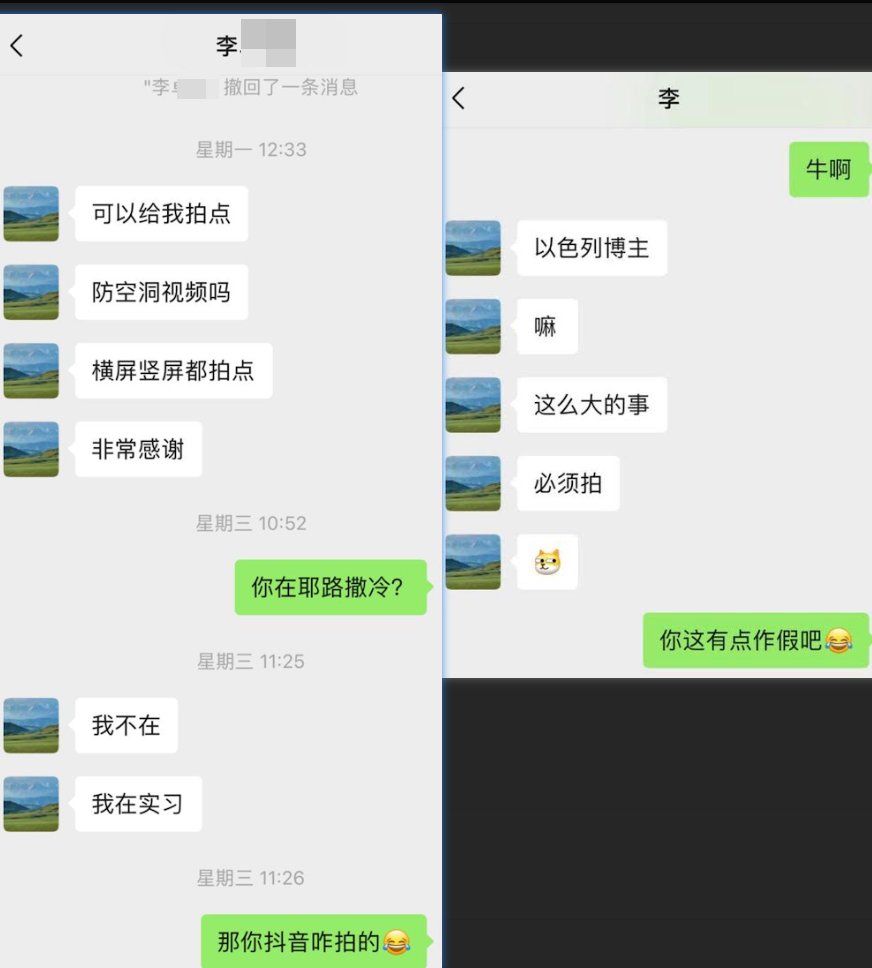 李
"李 撤回了一条消息
星期一 12:33
可以给我拍点
防空洞视频吗
横屏竖屏都拍点
非常感谢
星期三 10:52
你在耶路撒冷?
星期三 11:25
我不在
我在实习
星期三 11:26
那你抖音咋拍的😂
李
牛啊
以色列博主
嘛
这么大的事
必须拍
你这有点作假吧😂